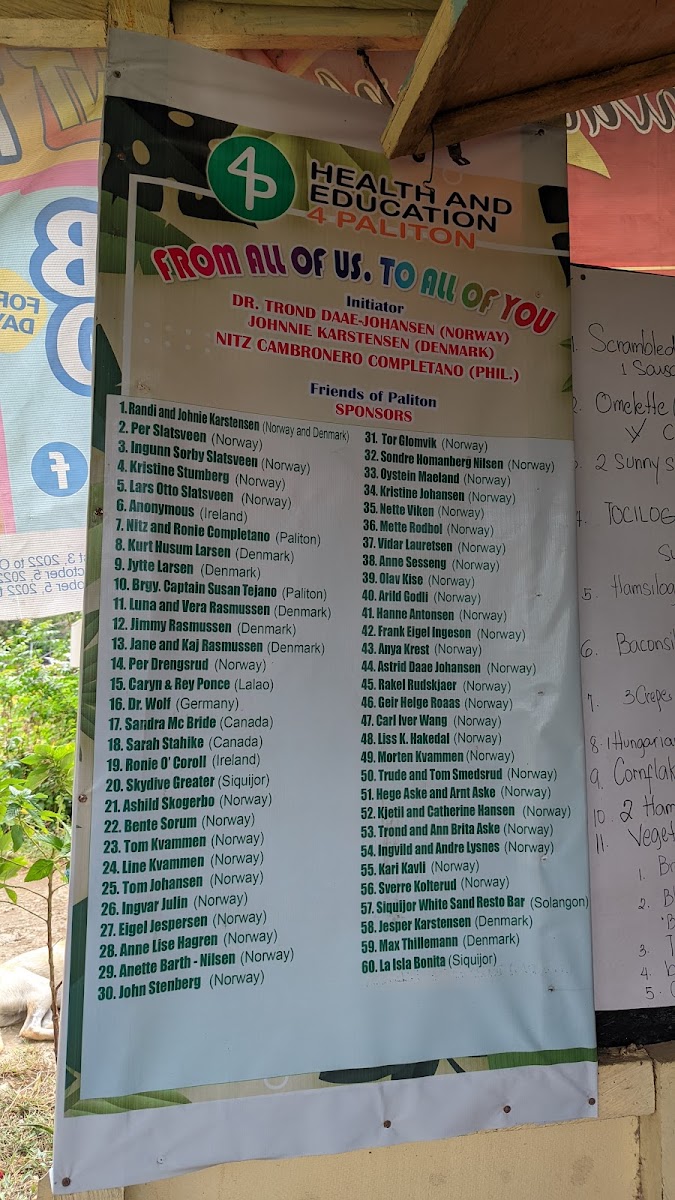 4P
HEALTH AND
EDUCATION
4 PALITON
FROM ALL OF US. TO ALL OF YOU
Initiator
DR. TROND DAAE-JOHANSEN (NORWAY)
JOHNNIE KARSTENSEN (DENMARK)
NITZ CAMBRONERO COMPLETANO (PHIL.)
Friends of Paliton
SPONSORS
1. Randi and Johnie Karstensen (Norway and Denmark)
2. Per Slatsveen (Norway)
3. Ingunn Sorby Slatsveen (Norway)
4. Kristine Stumberg (Norway)
5. Lars Otto Slatsveen (Norway)
6. Anonymous (Ireland)
7. Nitz and Ronie Completano (Paliton)
8. Kurt Husum Larsen (Denmark)
9. Jytte Larsen (Denmark)
10. Brgy. Captain Susan Tejano (Paliton)
11. Luna and Vera Rasmussen (Denmark)
12. Jimmy Rasmussen (Denmark)
13. Jane and Kaj Rasmussen (Denmark)
14. Per Drengsrud (Norway)
15. Caryn & Rey Ponce (Lalao)
16. Dr. Wolf (Germany)
17. Sandra Mc Bride (Canada)
18. Sarah Stahike (Canada)
19. Ronie O' Coroll (Ireland)
20. Skydive Greater (Siquijor)
21. Ashild Skogerbo (Norway)
22. Bente Sorum (Norway)
23. Tom Kvammen (Norway)
24. Line Kvammen (Norway)
25. Tom Johansen (Norway)
26. Ingvar Julin (Norway)
27. Eigel Jespersen (Norway)
28. Anne Lise Hagren (Norway)
29. Anette Barth - Nilsen (Norway)
30. John Stenberg (Norway)
31. Tor Glomvik (Norway)
32. Sondre Homanberg Nilsen (Norway)
33. Oystein Maeland (Norway)
34. Kristine Johansen (Norway)
35. Nette Viken (Norway)
36. Mette Rodbol (Norway)
37. Vidar Lauretsen (Norway)
38. Anne Sesseng (Norway)
39. Olav Kise (Norway)
40. Arild Godli (Norway)
41. Hanne Antonsen (Norway)
42. Frank Eigel Ingeson (Norway)
43. Anya Krest (Norway)
44. Astrid Daae Johansen (Norway)
45. Rakel Rudskjaer (Norway)
46. Geir Helge Roaas (Norway)
47. Carl Iver Wang (Norway)
48. Liss K. Hakedal (Norway)
49. Morten Kvammen (Norway)
50. Trude and Tom Smedsrud (Norway)
51. Hege Aske and Arnt Aske (Norway)
52. Kjetil and Catherine Hansen (Norway)
53. Trond and Ann Brita Aske (Norway)
54. Ingvild and Andre Lysnes (Norway)
55. Kari Kavli (Norway)
56. Sverre Kolterud (Norway)
57. Siquijor White Sand Resto Bar (Solangon)
58. Jesper Karstensen (Denmark)
59. Max Thillemann (Denmark)
60. La Isla Bonita (Siquijor)
1. Scrambled
1 Saus
2. Omelette
2 Sunny s
TOCILOG
5. Hamsilog
6. Baconsi
7. 3 Crepes
8. 1 Hungarian
9. Cornflak
10. 2 Ham
11. Veget
1. Br
2. B
3.
4.
5.
FOR
DAY
f